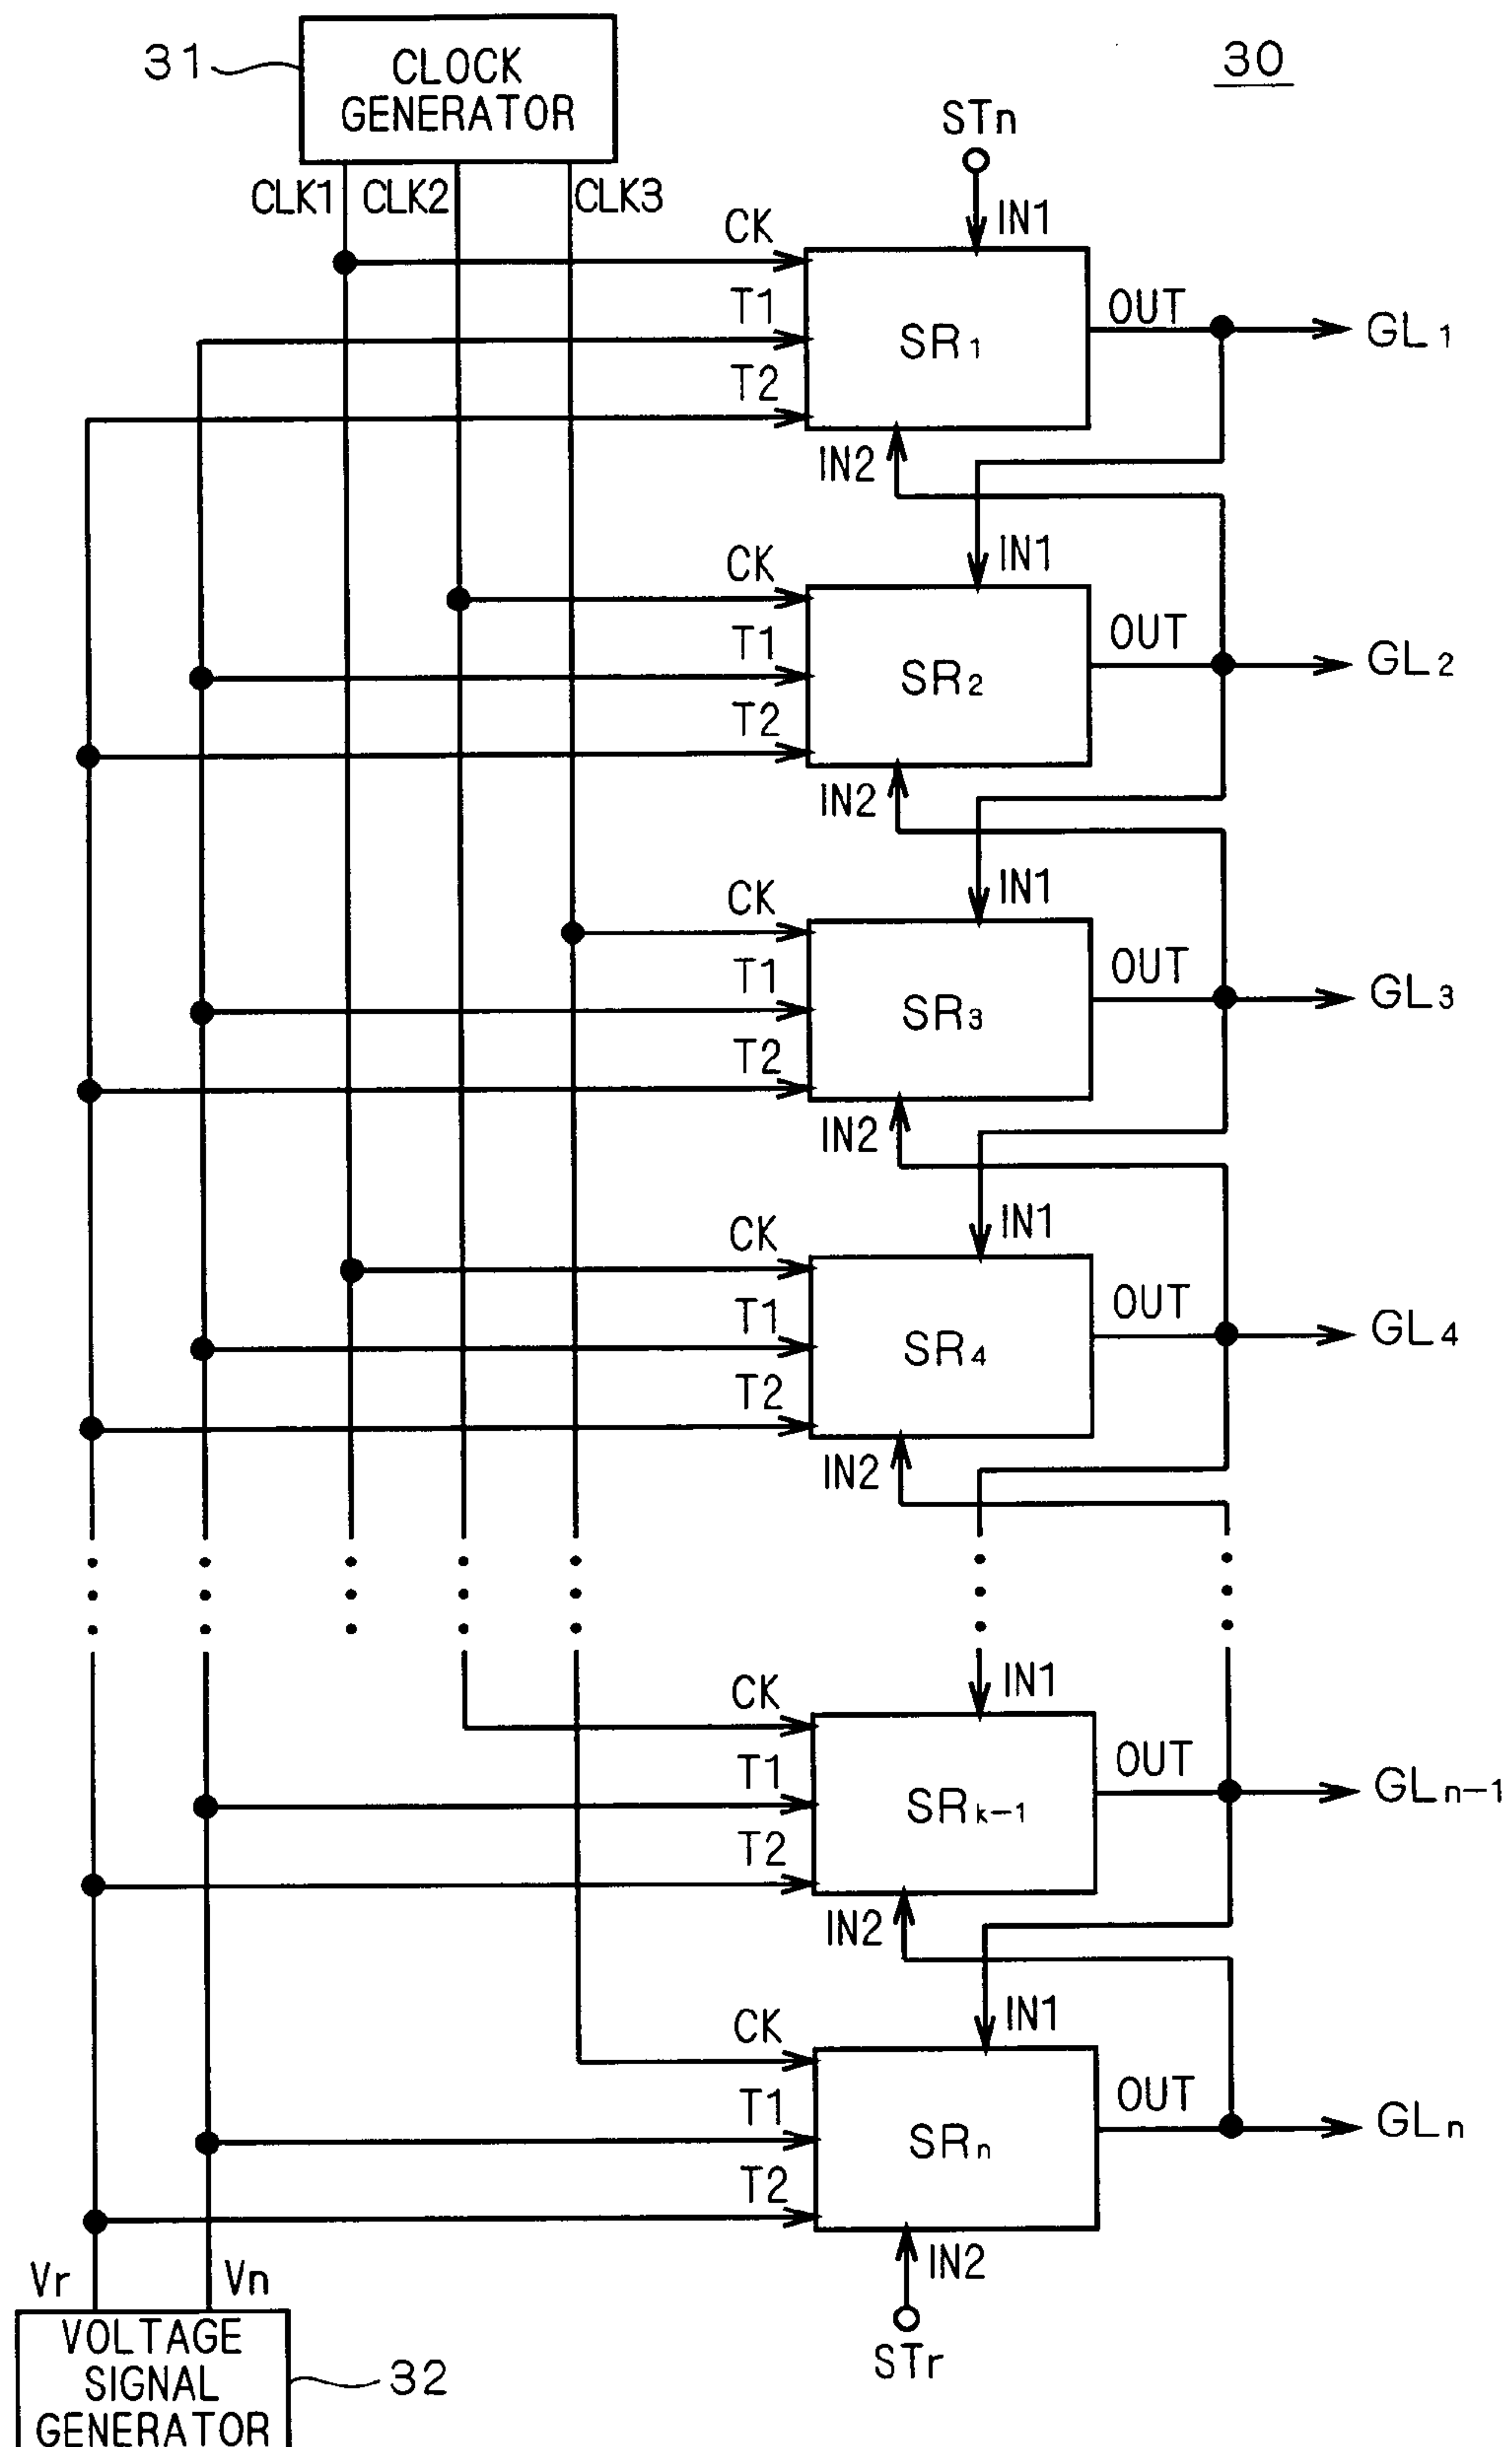 31
CLOCK
GENERATOR
30
STn
CLK1 CLK2 CLK3
CK
IN1
T1
SR1
OUT
GL1
T2
IN2
CK
IN1
T1
SR2
OUT
GL2
T2
IN2
CK
IN1
T1
SR3
OUT
GL3
T2
IN2
CK
IN1
T1
SR4
OUT
GL4
T2
IN2
CK
IN1
T1
SRk-1
OUT
GLn-1
T2
IN2
CK
IN1
T1
SRn
OUT
GLn
T2
IN2
Vr
Vn
STr
VOLTAGE
SIGNAL
GENERATOR
32